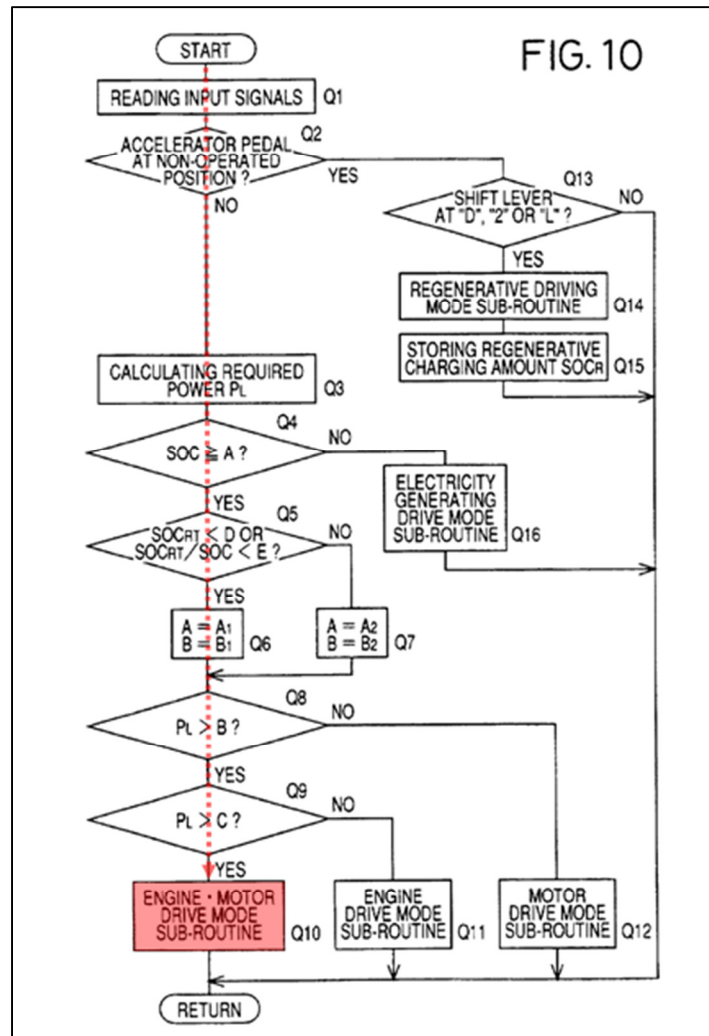 START
FIG. 10
READING INPUT SIGNALS
Q1
Q2
ACCELERATOR PEDAL
AT NON-OPERATED
POSITION ?
YES
NO
Q13
SHIFT LEVER
AT "D", "2" OR "L" ?
NO
YES
REGENERATIVE DRIVING
MODE SUB-ROUTINE
Q14
STORING REGENERATIVE
CHARGING AMOUNT SOCR
Q15
CALCULATING REQUIRED
POWER PL
Q3
Q4
SOC ≧ A ?
NO
YES
ELECTRICITY
GENERATING
DRIVE MODE
SUB-ROUTINE
Q16
Q5
SOCRT < D OR
SOCRT/SOC < E ?
NO
YES
A = A1
B = B1
Q6
A = A2
B = B2
Q7
Q8
PL > B ?
NO
YES
Q9
PL > C ?
NO
YES
ENGINE・MOTOR
DRIVE MODE
SUB-ROUTINE
Q10
ENGINE
DRIVE MODE
SUB-ROUTINE
Q11
MOTOR
DRIVE MODE
SUB-ROUTINE
Q12
RETURN